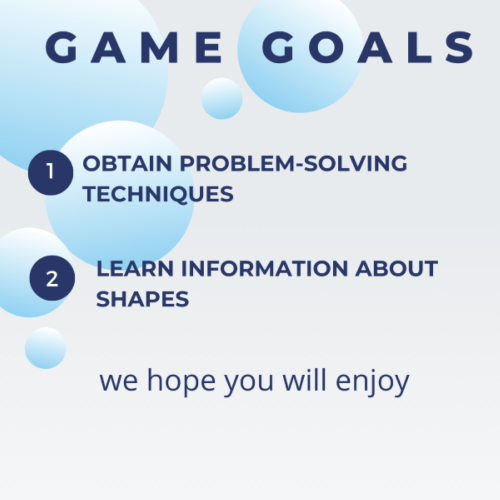 GAME GOALS
1 OBTAIN PROBLEM-SOLVING
TECHNIQUES
2 LEARN INFORMATION ABOUT
SHAPES
we hope you will enjoy